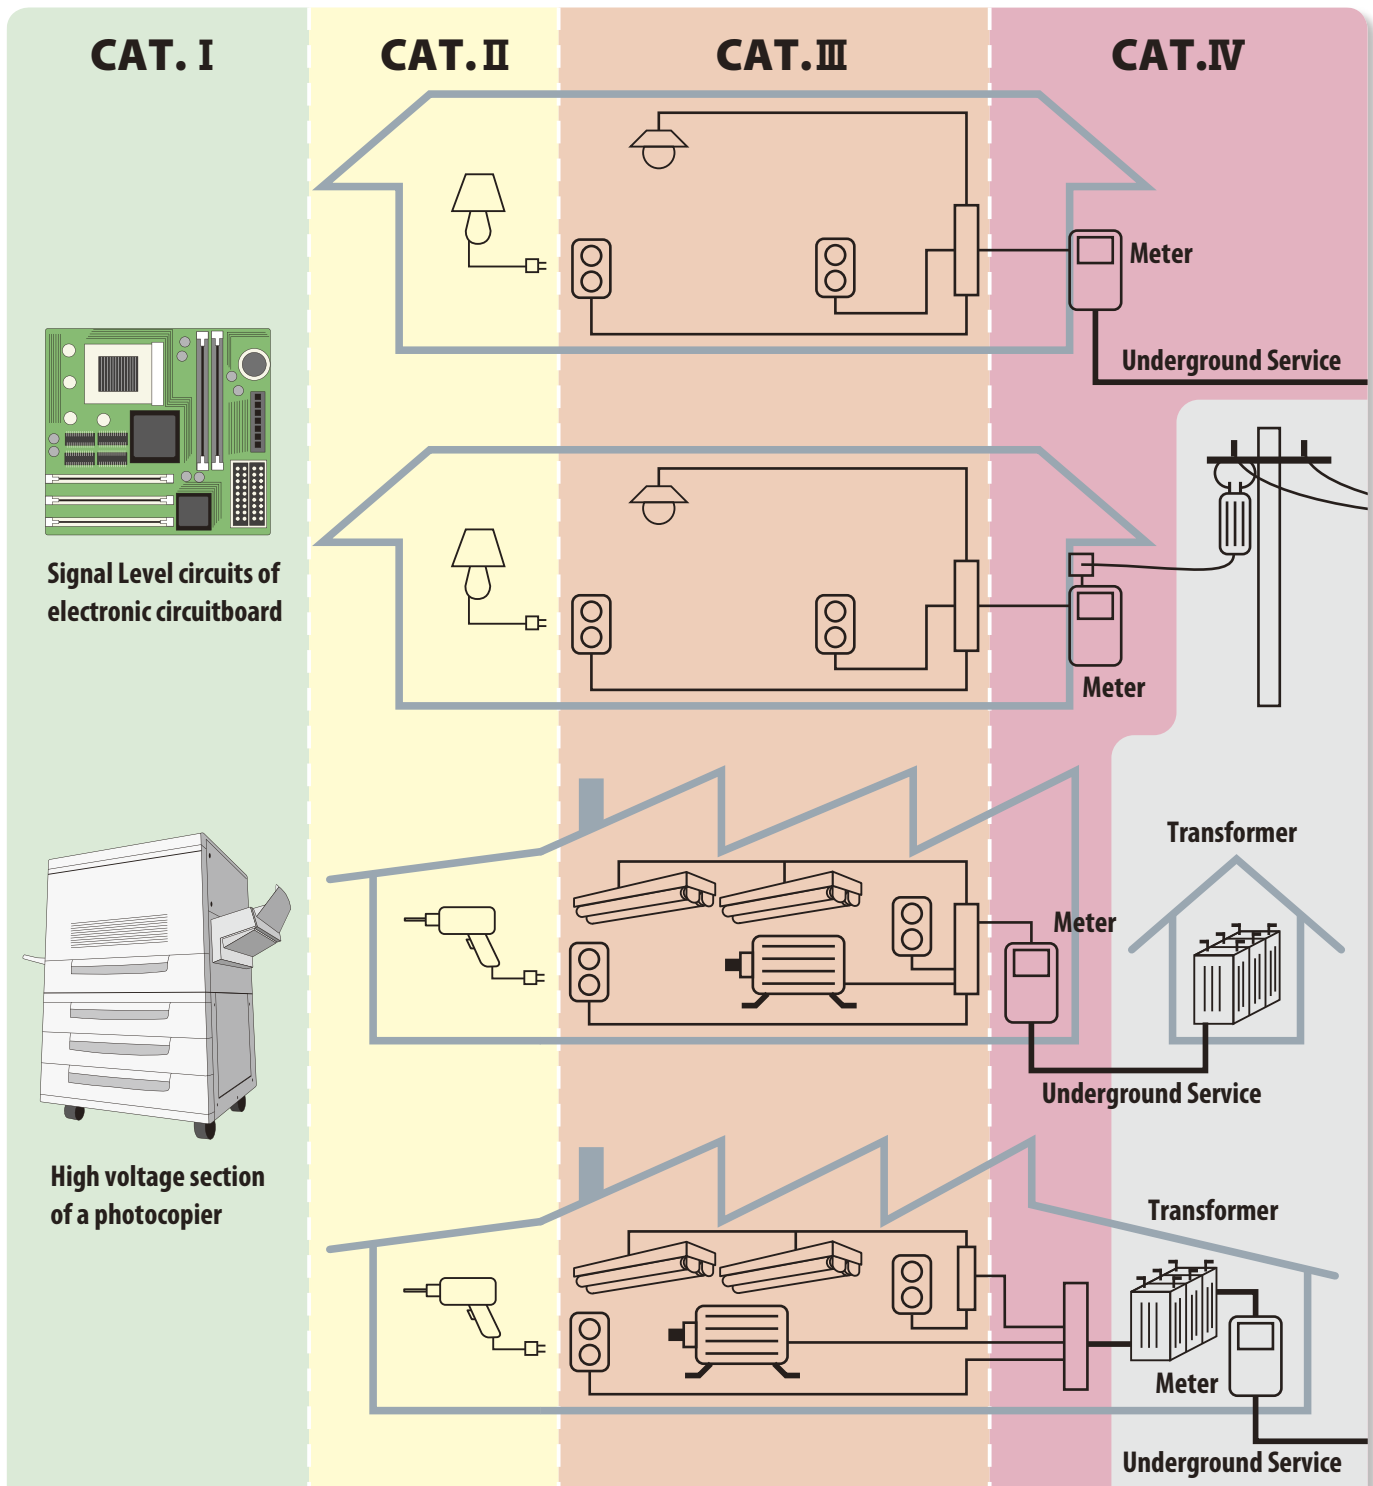 CAT. I
CAT. II
CAT. III
CAT. IV
Meter
Underground Service
Signal Level circuits of
electronic circuitboard
Meter
Transformer
Meter
Underground Service
High voltage section
of a photocopier
Transformer
Meter
Underground Service